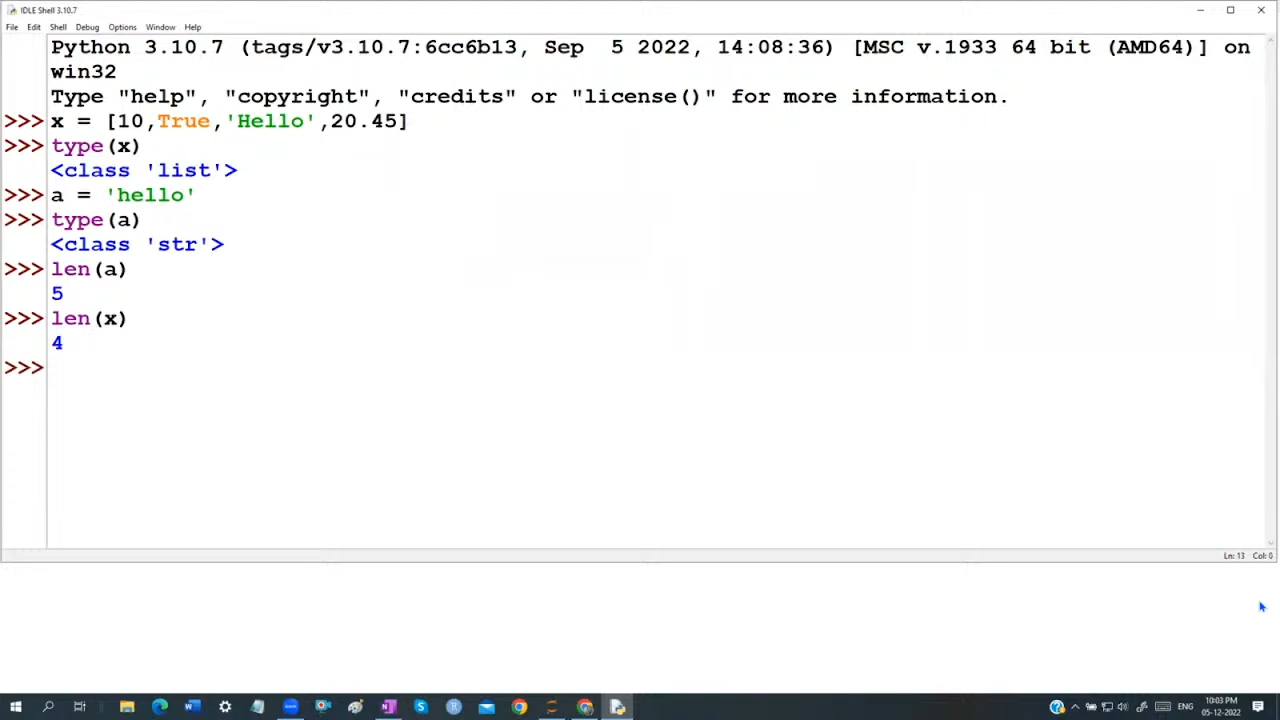 IDLE Shell 3.10.7
File Edit Shell Debug Options Window Help
Python 3.10.7 (tags/v3.10.7:6cc6b13, Sep  5 2022, 14:08:36) [MSC v.1933 64 bit (AMD64)] on
win32
Type "help", "copyright", "credits" or "license()" for more information.
>>> x = [10,True,'Hello',20.45]
>>> type(x)
<class 'list'>
>>> a = 'hello'
>>> type(a)
<class 'str'>
>>> len(a)
5
>>> len(x)
4
>>>
Ln: 13 Col: 0
ENG
10:03 PM
05-12-2022